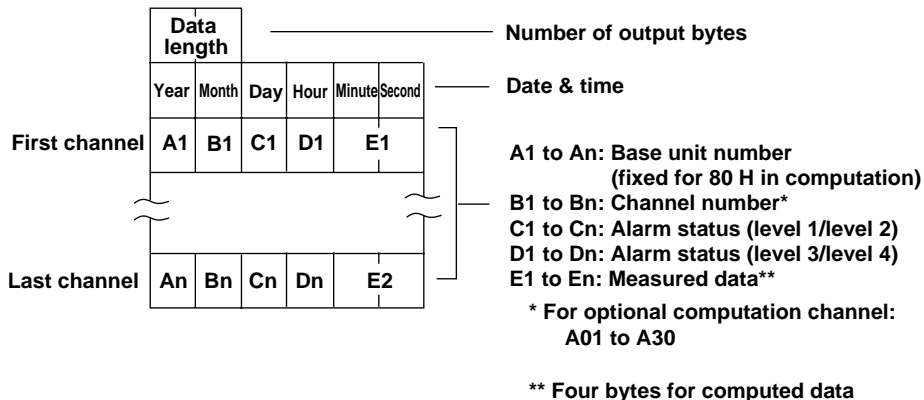 Data
length
Number of output bytes
Year Month Day Hour Minute Second
Date & time
First channel A1 B1 C1 D1 E1
A1 to An: Base unit number
(fixed for 80 H in computation)
B1 to Bn: Channel number*
C1 to Cn: Alarm status (level 1/level 2)
D1 to Dn: Alarm status (level 3/level 4)
E1 to En: Measured data**
Last channel An Bn Cn Dn E2
* For optional computation channel:
A01 to A30
** Four bytes for computed data